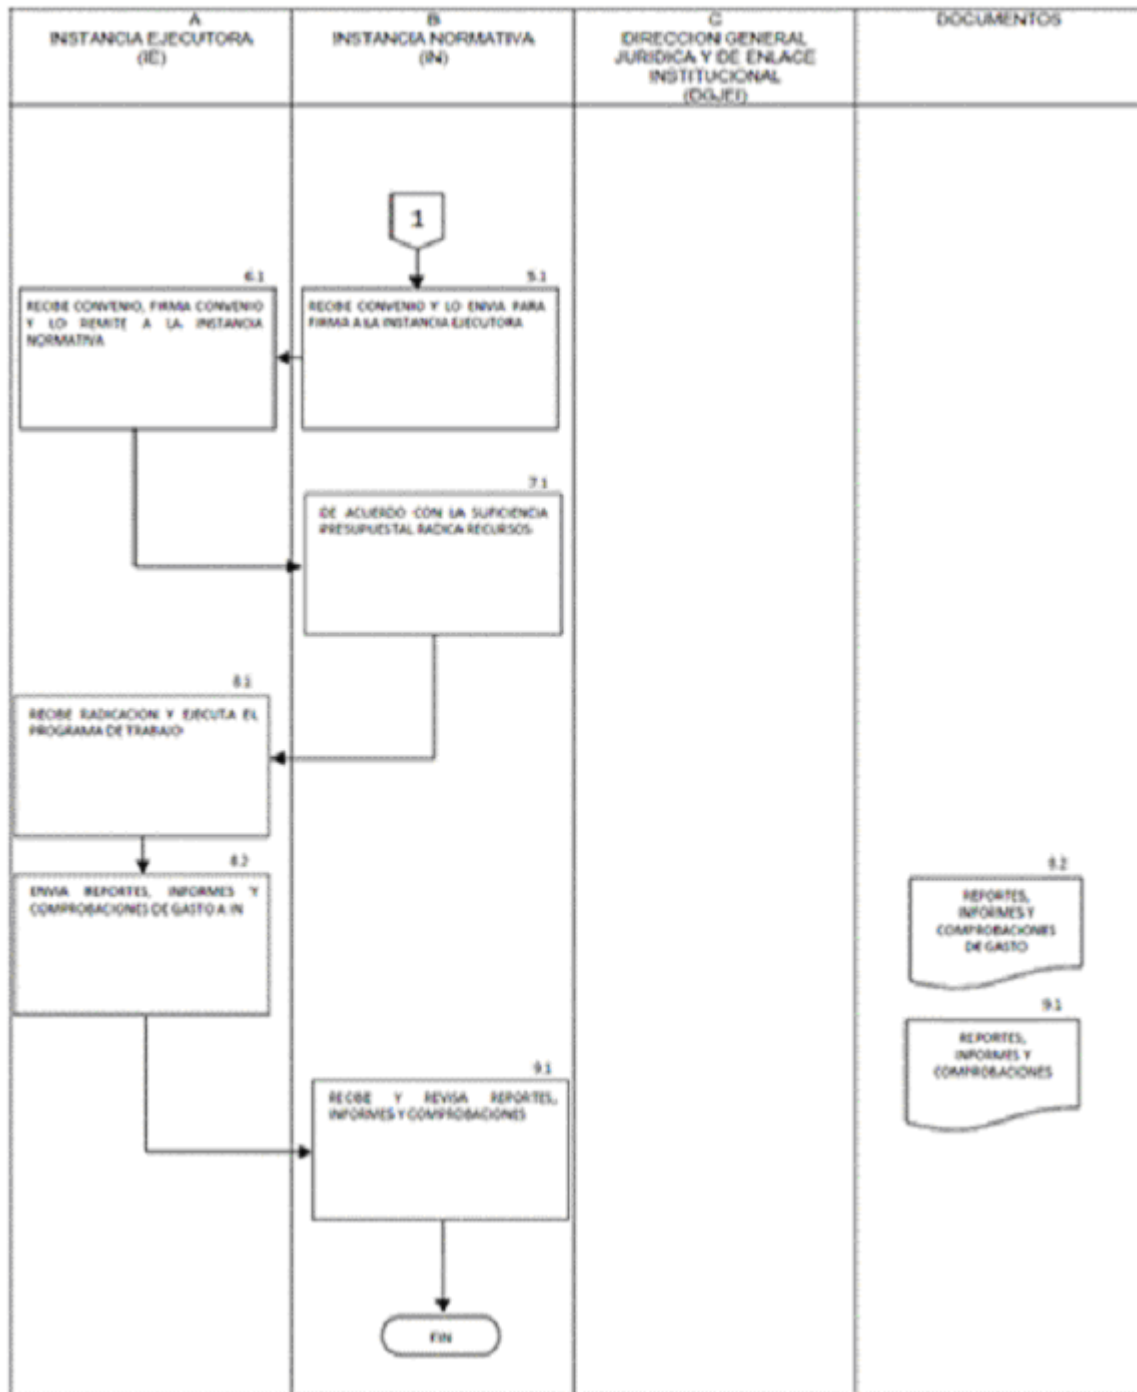 A
INSTANCIA EJECUTORA
(IE)
B
INSTANCIA NORMATIVA
(IN)
C
DIRECCION GENERAL
JURIDICA Y DE ENLACE
INSTITUCIONAL
(DGJEI)
DOCUMENTOS
1
6.1
RECIBE CONVENIO, FIRMA CONVENIO
Y LO REMITE A LA INSTANCIA
NORMATIVA
5.1
RECIBE CONVENIO Y LO ENVIA PARA
FIRMA A LA INSTANCIA EJECUTORA
7.1
DE ACUERDO CON LA SUFICIENCIA
PRESUPUESTAL RADICA RECURSOS
8.1
RECIBE RADICACION Y EJECUTA EL
PROGRAMA DE TRABAJO
8.2
ENVIA REPORTES, INFORMES Y
COMPROBACIONES DE GASTO A IN
8.2
REPORTES,
INFORMES Y
COMPROBACIONES
DE GASTO
9.1
REPORTES,
INFORMES Y
COMPROBACIONES
9.1
RECIBE Y REVISA REPORTES,
INFORMES Y COMPROBACIONES
FIN